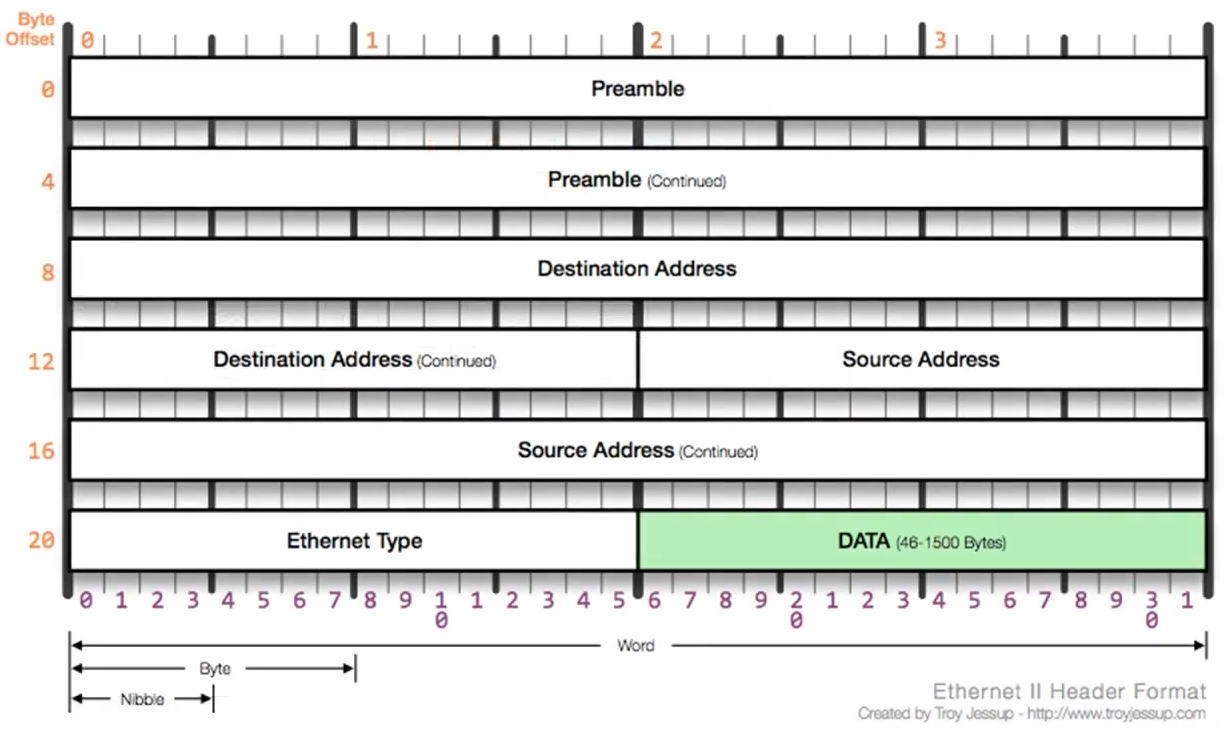 Byte
Offset
0 1 2 3
0 Preamble
4 Preamble (Continued)
8 Destination Address
12 Destination Address (Continued) Source Address
16 Source Address (Continued)
20 Ethernet Type DATA (46-1500 Bytes)
0 1 2 3 4 5 6 7 8 9 1 1 2 3 4 5 6 7 8 9 2 1 2 3 4 5 6 7 8 9 3 1
0 0 0
Word
Byte
Nibble
Ethernet II Header Format
Created by Troy Jessup - http://www.troyjessup.com